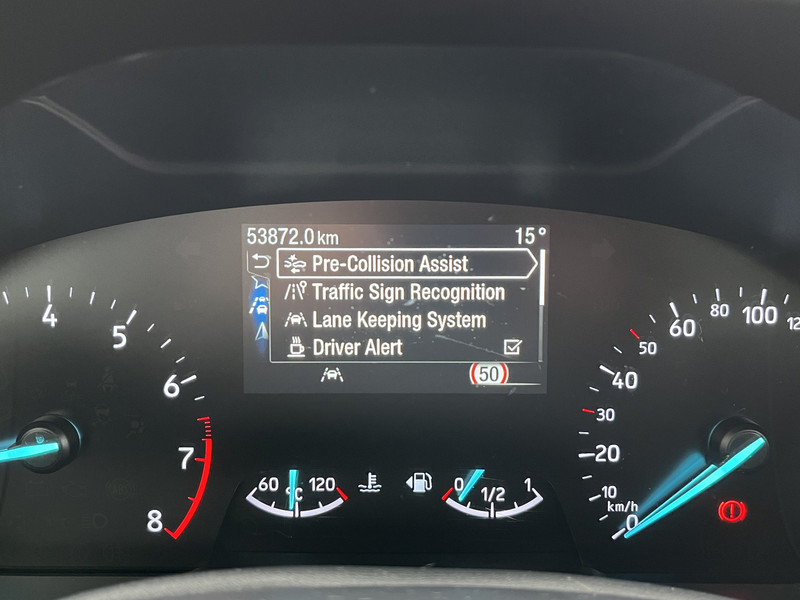 53872.0 km 15°
Pre-Collision Assist
Traffic Sign Recognition
Lane Keeping System
Driver Alert
50
4
5
6
7
8
60 °C 120
0 1/2 1
0
10
20
30
40
50
60
80
100
km/h